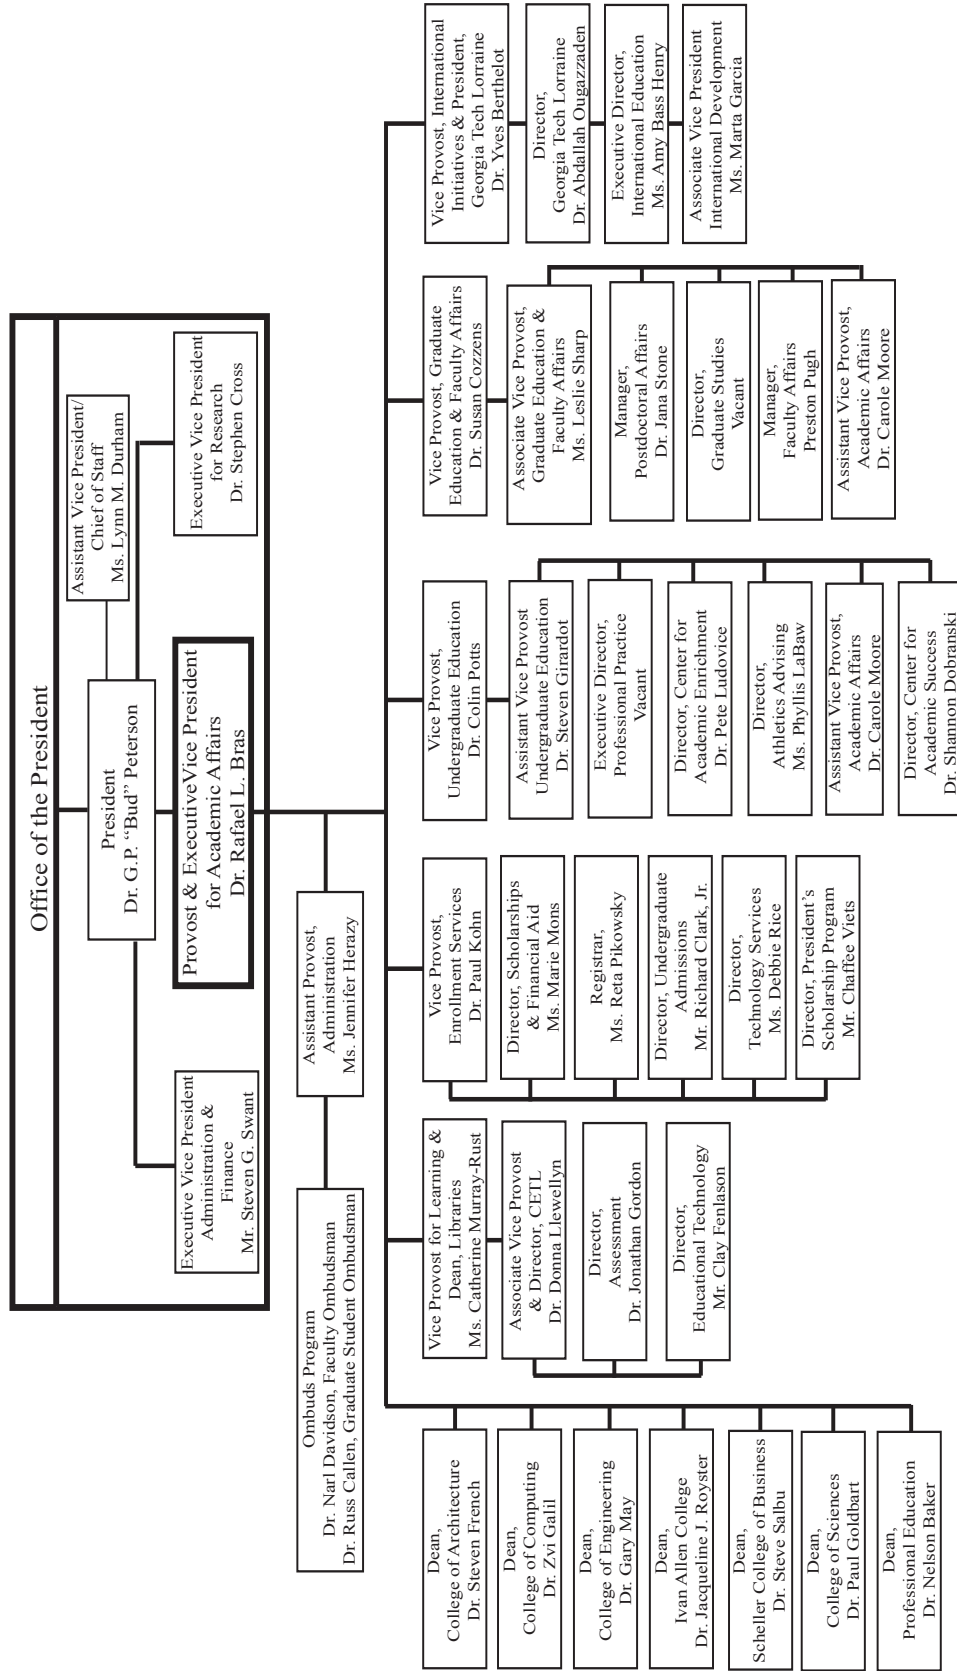 Office of the President
President
Dr. G.P. “Bud” Peterson
Assistant Vice President/
Chief of Staff
Ms. Lynn M. Durham
Executive Vice President
Administration &
Finance
Mr. Steven G. Swant
Provost & ExecutiveVice President
for Academic Affairs
Dr. Rafael L. Bras
Executive Vice President
for Research
Dr. Stephen Cross
Ombuds Program
Dr. Narl Davidson, Faculty Ombudsman
Dr. Russ Callen, Graduate Student Ombudsman
Assistant Provost,
Administration
Ms. Jennifer Herazy
Dean,
College of Architecture
Dr. Steven French
Dean,
College of Computing
Dr. Zvi Galil
Dean,
College of Engineering
Dr. Gary May
Dean,
Ivan Allen College
Dr. Jacqueline J. Royster
Dean,
Scheller College of Business
Dr. Steve Salbu
Dean,
College of Sciences
Dr. Paul Goldbart
Dean,
Professional Education
Dr. Nelson Baker
Vice Provost for Learning &
Dean, Libraries
Ms. Catherine Murray-Rust
Associate Vice Provost
& Director, CETL
Dr. Donna Llewellyn
Director,
Assessment
Dr. Jonathan Gordon
Director,
Educational Technology
Mr. Clay Fenlason
Vice Provost,
Enrollment Services
Dr. Paul Kohn
Director, Scholarships
& Financial Aid
Ms. Marie Mons
Registrar,
Ms. Reta Pikowsky
Director, Undergraduate
Admissions
Mr. Richard Clark, Jr.
Director,
Technology Services
Ms. Debbie Rice
Director, President’s
Scholarship Program
Mr. Chaffee Viets
Vice Provost,
Undergraduate Education
Dr. Colin Potts
Assistant Vice Provost
Undergraduate Education
Dr. Steven Girardot
Executive Director,
Professional Practice
Vacant
Director, Center for
Academic Enrichment
Dr. Pete Ludovice
Director,
Athletics Advising
Ms. Phyllis LaBaw
Assistant Vice Provost,
Academic Affairs
Dr. Carole Moore
Director, Center for
Academic Success
Dr. Shannon Dobranski
Vice Provost, Graduate
Education & Faculty Affairs
Dr. Susan Cozzens
Associate Vice Provost,
Graduate Education &
Faculty Affairs
Ms. Leslie Sharp
Manager,
Postdoctoral Affairs
Dr. Jana Stone
Director,
Graduate Studies
Vacant
Manager,
Faculty Affairs
Preston Pugh
Assistant Vice Provost,
Academic Affairs
Dr. Carole Moore
Vice Provost, International
Initiatives & President,
Georgia Tech Lorraine
Dr. Yves Berthelot
Director,
Georgia Tech Lorraine
Dr. Abdallah Ougazzaden
Executive Director,
International Education
Ms. Amy Bass Henry
Associate Vice President
International Development
Ms. Marta Garcia